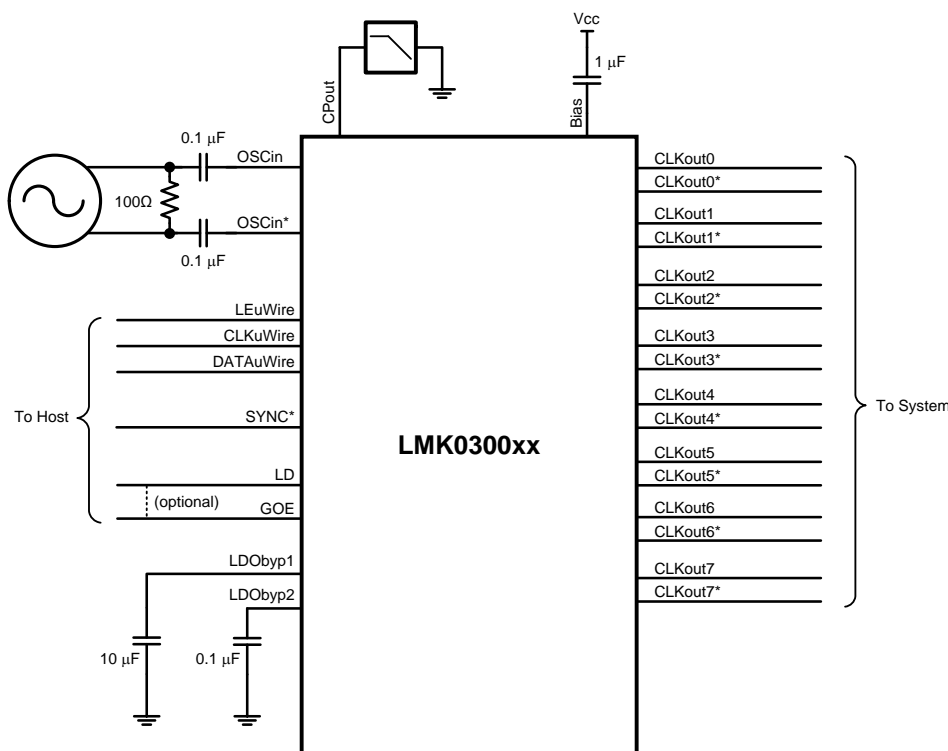 Vcc
1 μF
CPout
Bias
0.1 μF
OSCin
100Ω
OSCin*
0.1 μF
LEuWire
CLKuWire
DATAuWire
To Host
SYNC*
LD
(optional)
GOE
LDObyp1
LDObyp2
10 μF
0.1 μF
LMK0300xx
CLKout0
CLKout0*
CLKout1
CLKout1*
CLKout2
CLKout2*
CLKout3
CLKout3*
CLKout4
CLKout4*
CLKout5
CLKout5*
CLKout6
CLKout6*
CLKout7
CLKout7*
To System